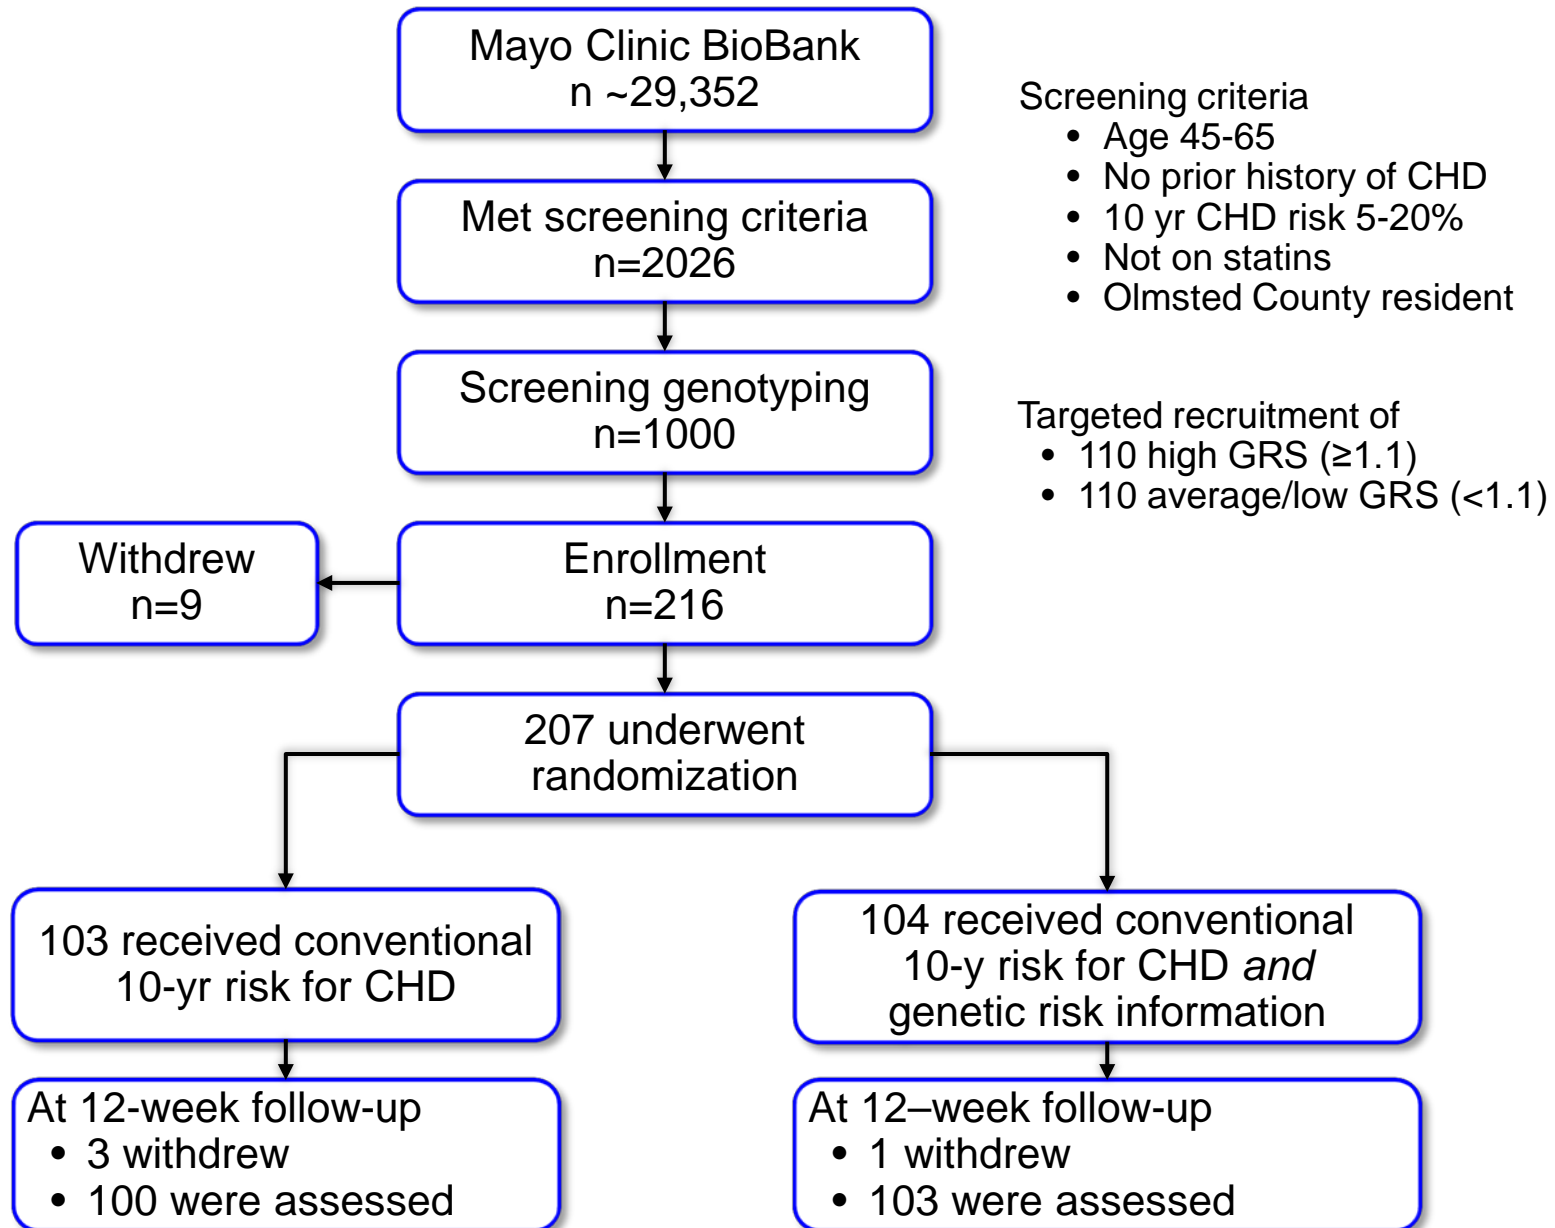 Mayo Clinic BioBank
n ~29,352
Screening criteria
• Age 45-65
• No prior history of CHD
• 10 yr CHD risk 5-20%
• Not on statins
• Olmsted County resident
Met screening criteria
n=2026
Screening genotyping
n=1000
Targeted recruitment of
• 110 high GRS (≥1.1)
• 110 average/low GRS (<1.1)
Withdrew
n=9
Enrollment
n=216
207 underwent
randomization
103 received conventional
10-yr risk for CHD
104 received conventional
10-y risk for CHD and
genetic risk information
At 12-week follow-up
• 3 withdrew
• 100 were assessed
At 12–week follow-up
• 1 withdrew
• 103 were assessed